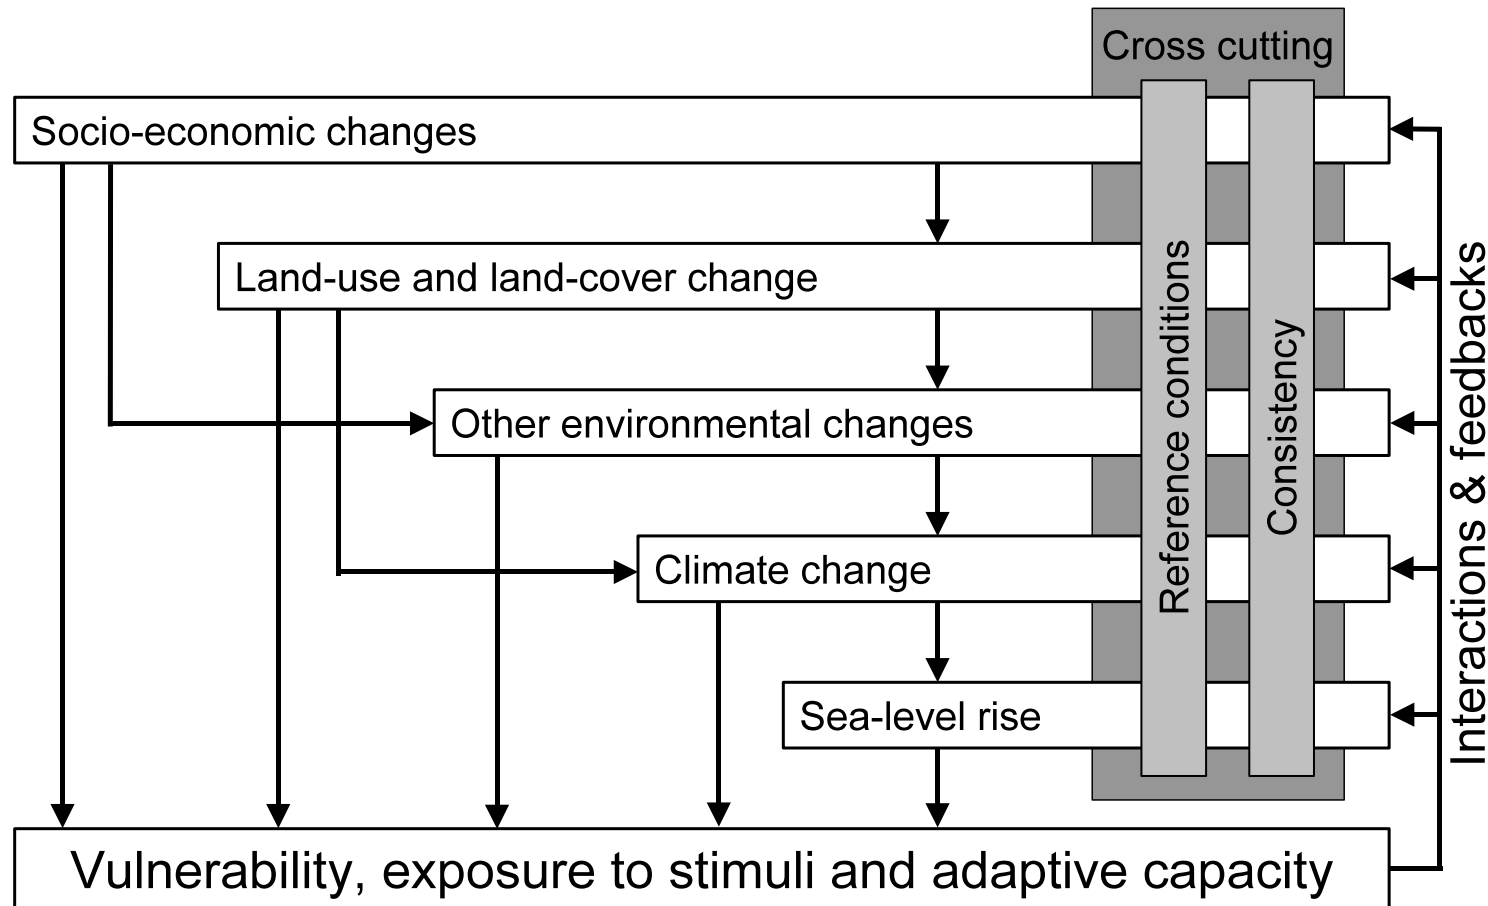 Cross cutting
Socio-economic changes
Land-use and land-cover change
Other environmental changes
Climate change
Sea-level rise
Reference conditions
Consistency
Interactions & feedbacks
Vulnerability, exposure to stimuli and adaptive capacity